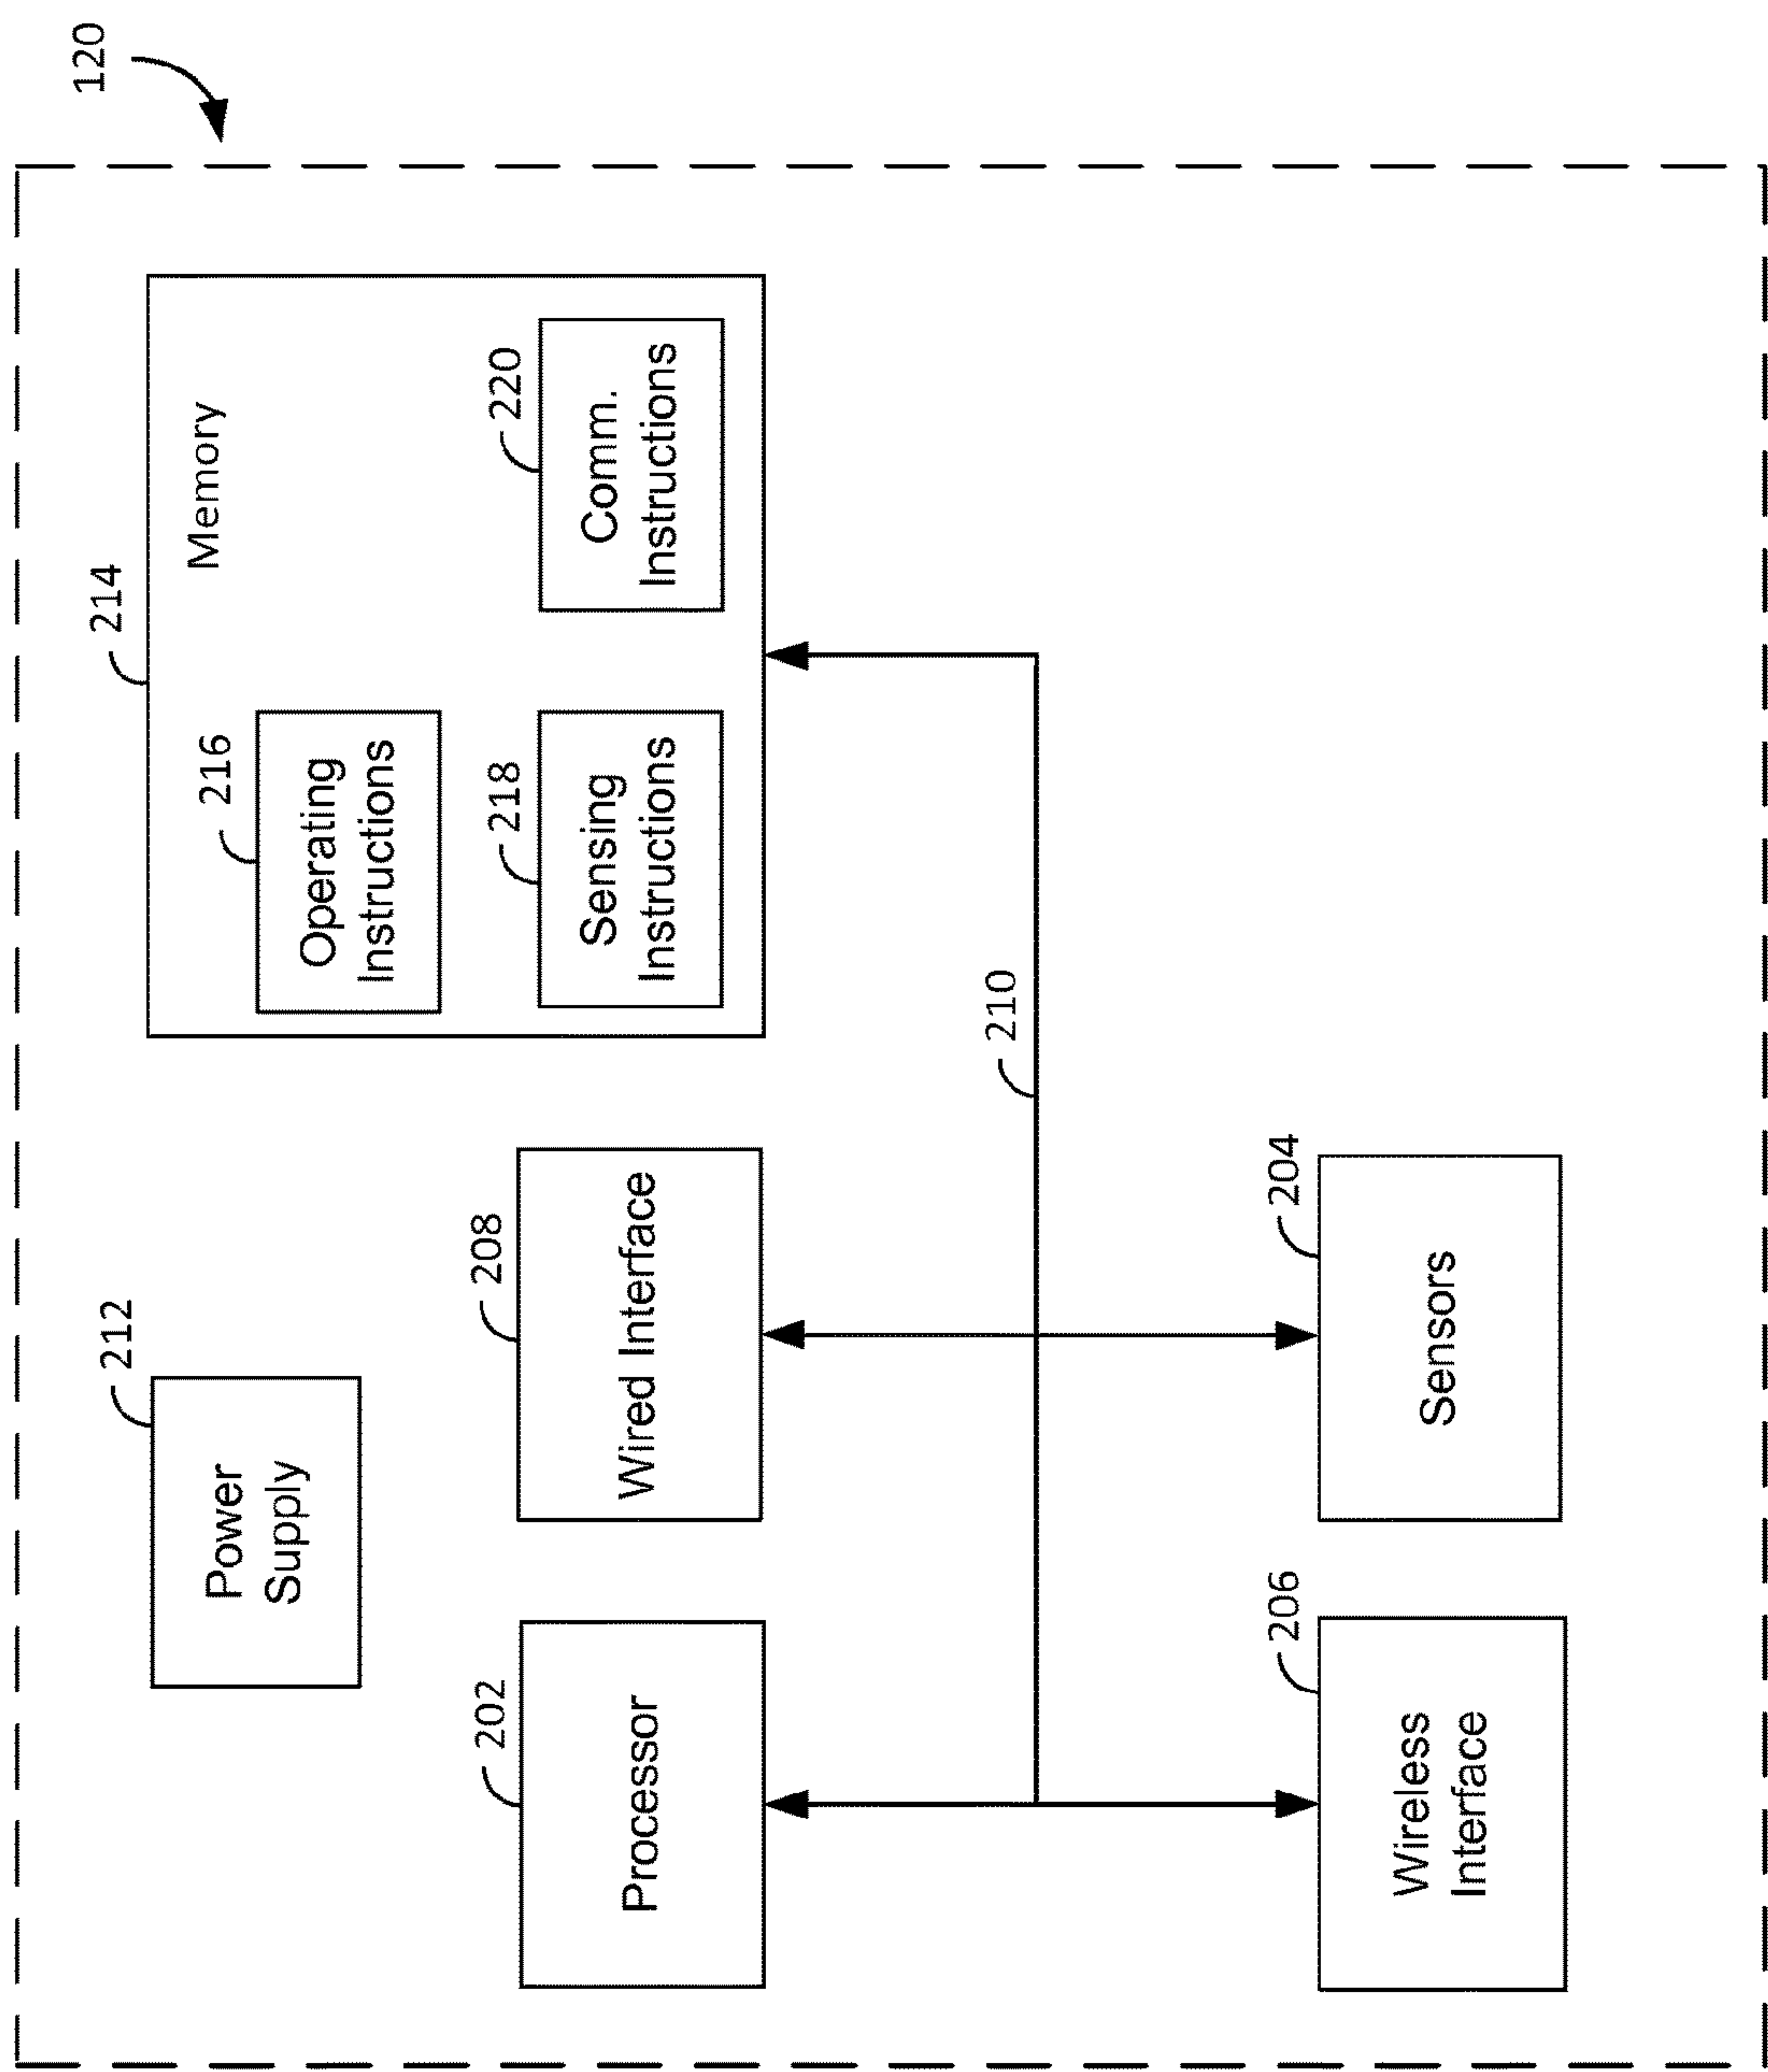 120
212
Power
Supply
214
Memory
216
Operating
Instructions
218
Sensing
Instructions
220
Comm.
Instructions
202
Processor
208
Wired Interface
210
206
Wireless
Interface
204
Sensors